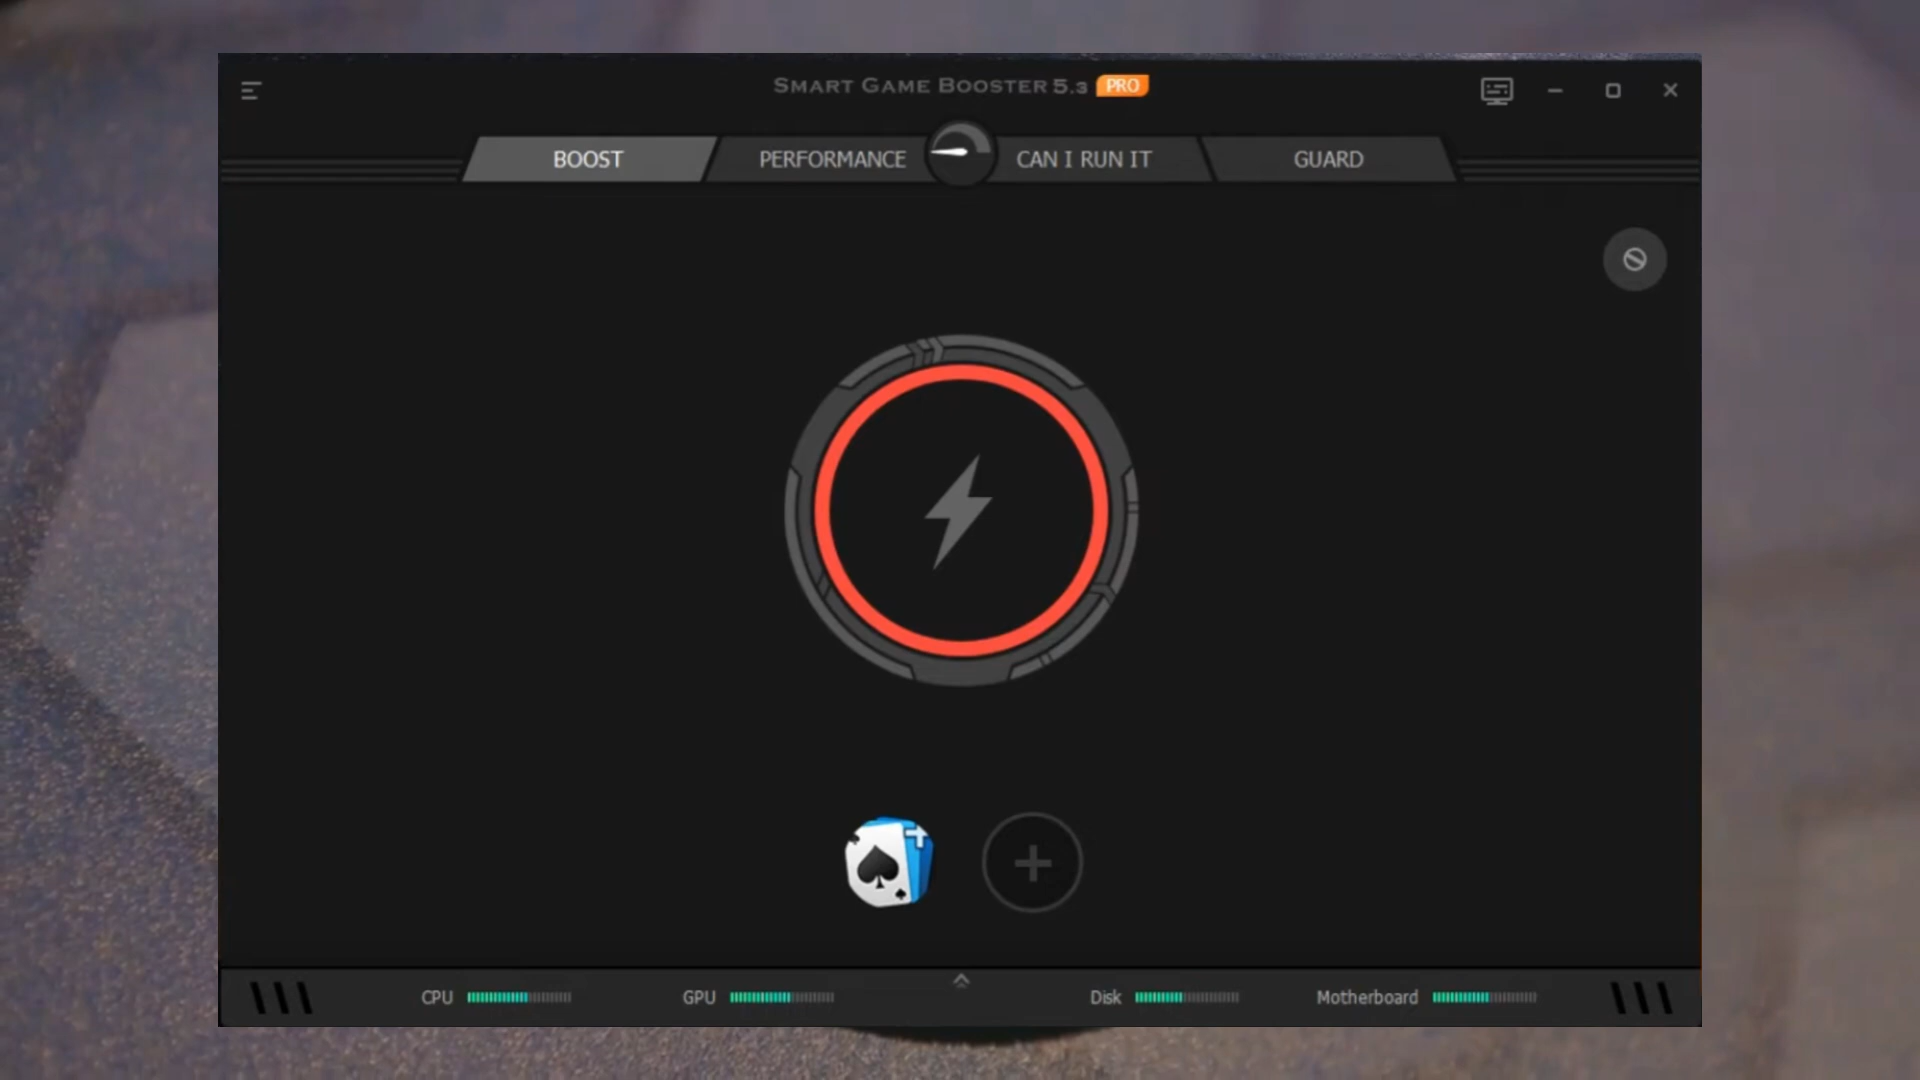 SMART GAME BOOSTER 5.3 PRO
BOOST
PERFORMANCE
CAN I RUN IT
GUARD
CPU
GPU
Disk
Motherboard